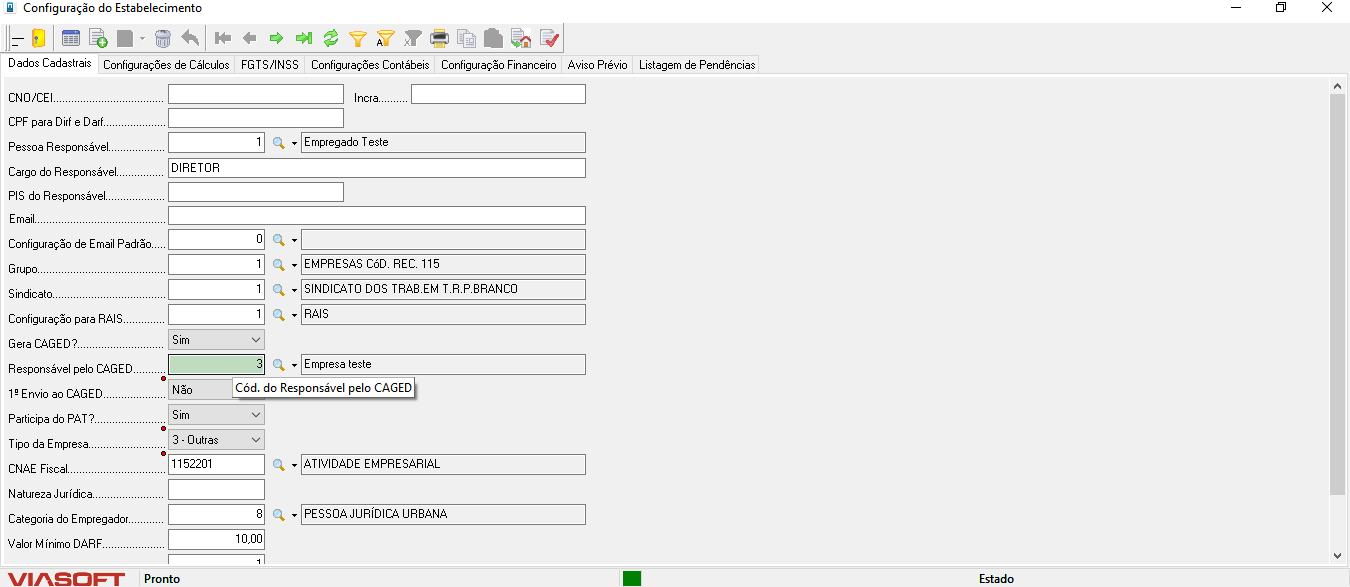 Configuração do Estabelecimento
Dados Cadastrais Configurações de Cálculos FGTS/INSS Configurações Contábeis Configuração Financeiro Aviso Prévio Listagem de Pendências
CNO/CEI.................................... Incra..........
CPF para Dirf e Darf....................
Pessoa Responsável.................. 1 Empregado Teste
Cargo do Responsável............... DIRETOR
PIS do Responsável...................
Email...........................................
Configuração de Email Padrão..... 0
Grupo.......................................... 1 EMPRESAS CóD. REC. 115
Sindicato..................................... 1 SINDICATO DOS TRAB.EM T.R.P.BRANCO
Configuração para RAIS............. 1 RAIS
Gera CAGED?............................ Sim
Responsável pelo CAGED.......... 3 Empresa teste
1º Envio ao CAGED.................... Não Cód. do Responsável pelo CAGED
Participa do PAT?....................... Sim
Tipo da Empresa......................... 3 - Outras
CNAE Fiscal................................ 1152201 ATIVIDADE EMPRESARIAL
Natureza Jurídica.......................
Categoria do Empregador........... 8 PESSOA JURÍDICA URBANA
Valor Mínimo DARF.................... 10,00
1
VIASOFT Pronto Estado